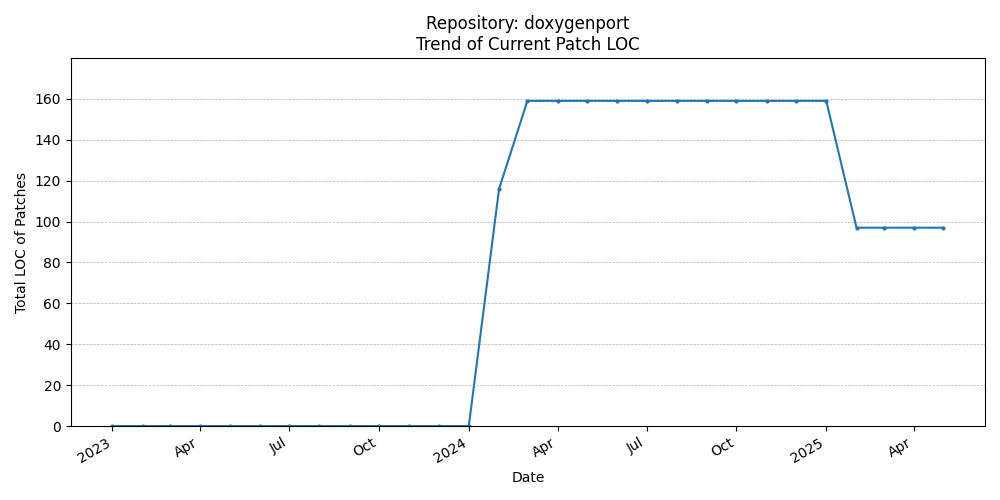 Repository: doxygenport
Trend of Current Patch LOC
Total LOC of Patches
160
140
120
100
80
60
40
20
0
2023
Apr
Jul
Oct
2024
Apr
Jul
Oct
2025
Apr
Date